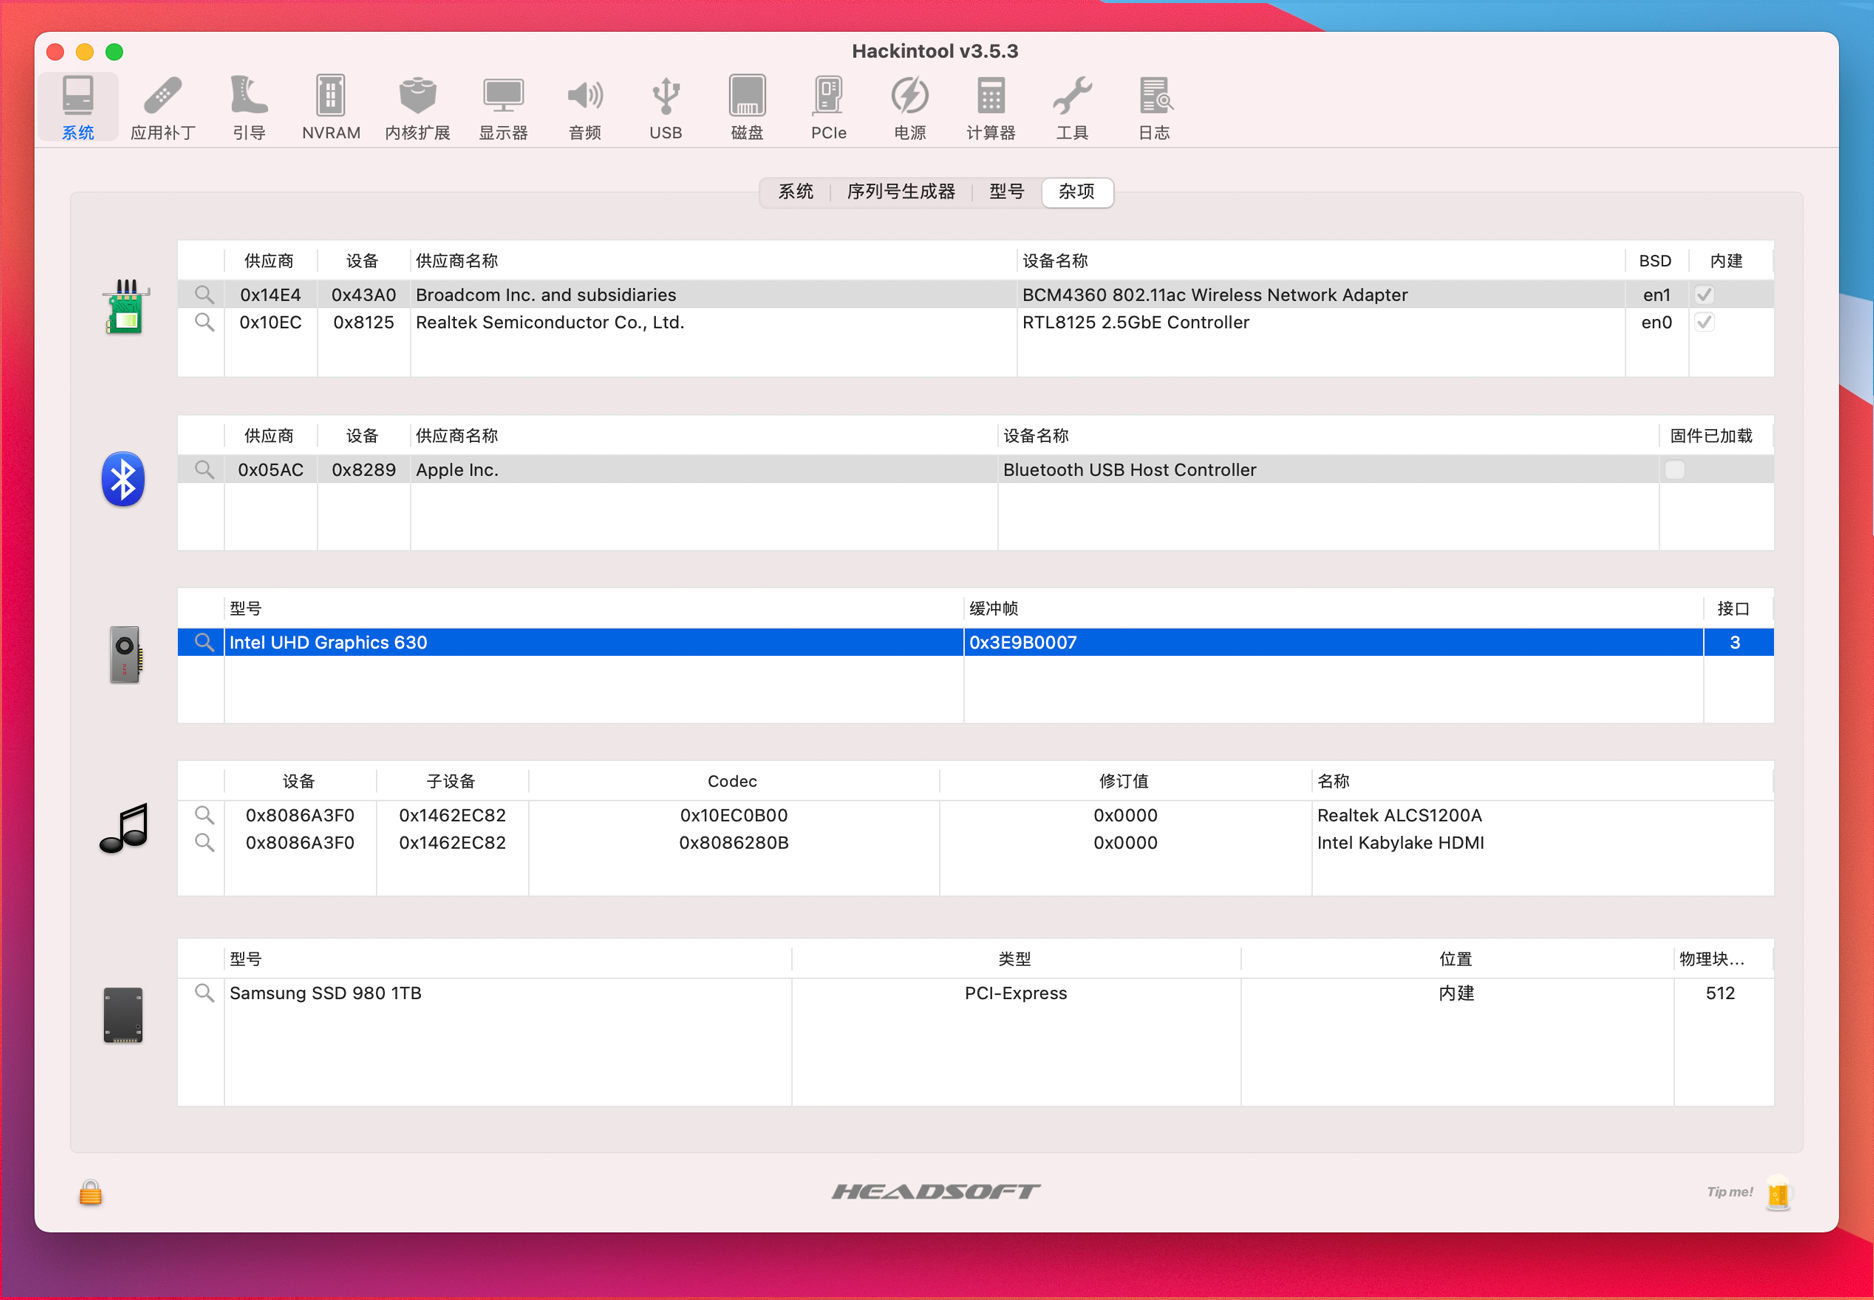 Hackintool v3.5.3
系统 应用补丁 引导 NVRAM 内核扩展 显示器 音频 USB 磁盘 PCIe 电源 计算器 工具 日志
系统 序列号生成器 型号 杂项
供应商 设备 供应商名称 设备名称 BSD 内建
0x14E4 0x43A0 Broadcom Inc. and subsidiaries BCM4360 802.11ac Wireless Network Adapter en1
0x10EC 0x8125 Realtek Semiconductor Co., Ltd. RTL8125 2.5GbE Controller en0
供应商 设备 供应商名称 设备名称 固件已加载
0x05AC 0x8289 Apple Inc. Bluetooth USB Host Controller
型号 缓冲帧 接口
Intel UHD Graphics 630 0x3E9B0007 3
设备 子设备 Codec 修订值 名称
0x8086A3F0 0x1462EC82 0x10EC0B00 0x0000 Realtek ALCS1200A
0x8086A3F0 0x1462EC82 0x8086280B 0x0000 Intel Kabylake HDMI
型号 类型 位置 物理块...
Samsung SSD 980 1TB PCI-Express 内建 512
HEADSOFT
Tip me!